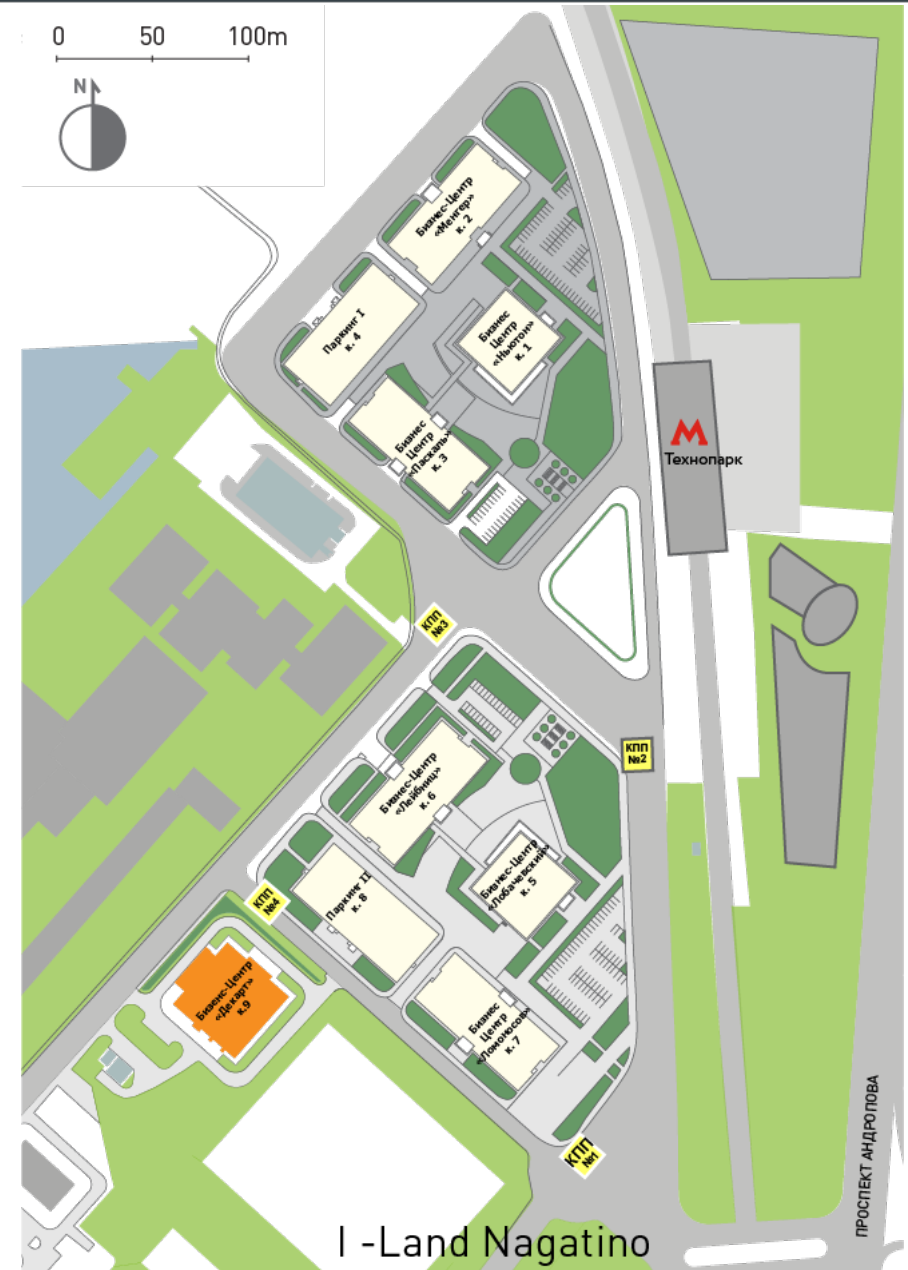 0 50 100m
N
Бизнес-Центр
«Менгер»
к. 2
Паркинг I
к. 4
Бизнес
Центр
«Ньютон»
к. 1
Бизнес
Центр
«Паскаль»
к. 3
М
Технопарк
КПП
№3
КПП
№2
Бизнес-Центр
«Лейбниц»
к. 6
Бизнес-Центр
«Лобачевский»
к. 5
Паркинг II
к. 8
КПП
№4
Бизенс-Центр
«Декарт»
к.9
Бизнес
Центр
«Ломоносов»
к. 7
КПП
№1
ПРОСПЕКТ АНДРОПОВА
I -Land Nagatino